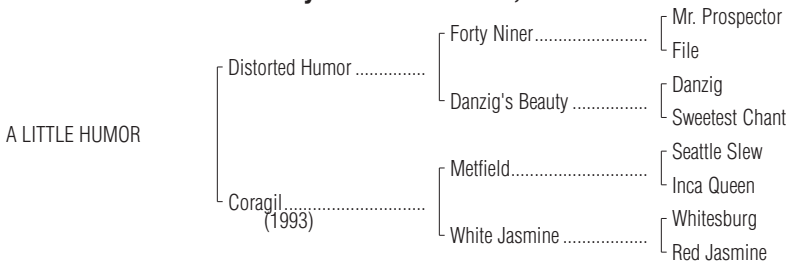 Mr. Prospector
Forty Niner
File
Distorted Humor
Danzig
Danzig's Beauty
Sweetest Chant
A LITTLE HUMOR
Seattle Slew
Metfield
Inca Queen
Coragil
(1993)
Whitesburg
White Jasmine
Red Jasmine